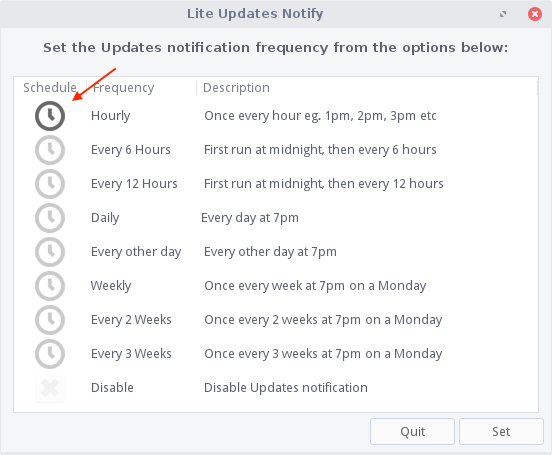 Lite Updates Notify
Set the Updates notification frequency from the options below:
Schedule Frequency Description
Hourly Once every hour eg. 1pm, 2pm, 3pm etc
Every 6 Hours First run at midnight, then every 6 hours
Every 12 Hours First run at midnight, then every 12 hours
Daily Every day at 7pm
Every other day Every other day at 7pm
Weekly Once every week at 7pm on a Monday
Every 2 Weeks Once every 2 weeks at 7pm on a Monday
Every 3 Weeks Once every 3 weeks at 7pm on a Monday
Disable Disable Updates notification
Quit Set